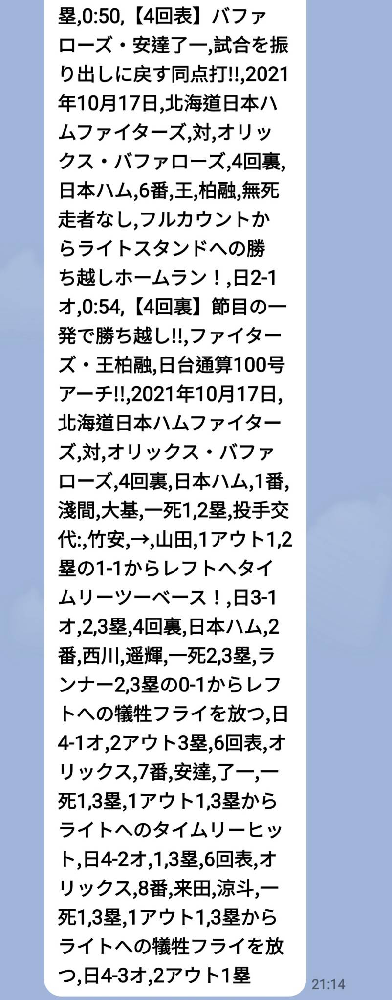 塁,0:50,【4回表】バファ
ローズ・安達了一,試合を振
り出しに戻す同点打!!,2021
年10月17日,北海道日本ハ
ムファイターズ,対,オリッ
クス・バファローズ,4回裏,
日本ハム,6番,王,柏融,無死
走者なし,フルカウントか
らライトスタンドへの勝
ち越しホームラン！,日2-1
オ,0:54,【4回裏】節目の一
発で勝ち越し!!,ファイター
ズ・王柏融,日台通算100号
アーチ!!,2021年10月17日,
北海道日本ハムファイター
ズ,対,オリックス・バファ
ローズ,4回裏,日本ハム,1番,
淺間,大基,一死1,2塁,投手交
代:,竹安,→,山田,1アウト1,2
塁の1-1からレフトへタイ
ムリーツーベース！,日3-1
オ,2,3塁,4回裏,日本ハム,2
番,西川,遥輝,一死2,3塁,ラ
ンナー2,3塁の0-1からレフ
トへの犠牲フライを放つ,日
4-1オ,2アウト3塁,6回表,オ
リックス,7番,安達,了一,一
死1,3塁,1アウト1,3塁から
ライトへのタイムリーヒッ
ト,日4-2オ,1,3塁,6回表,オ
リックス,8番,来田,涼斗,一
死1,3塁,1アウト1,3塁から
ライトへの犠牲フライを放
つ,日4-3オ,2アウト1塁
21:14